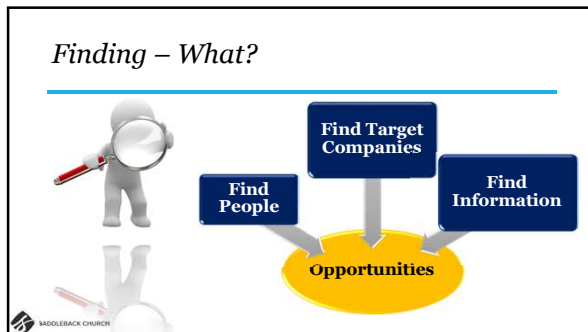 Finding – What?
Find Target
Companies
Find
People
Find
Information
Opportunities
SADDLEBACK CHURCH